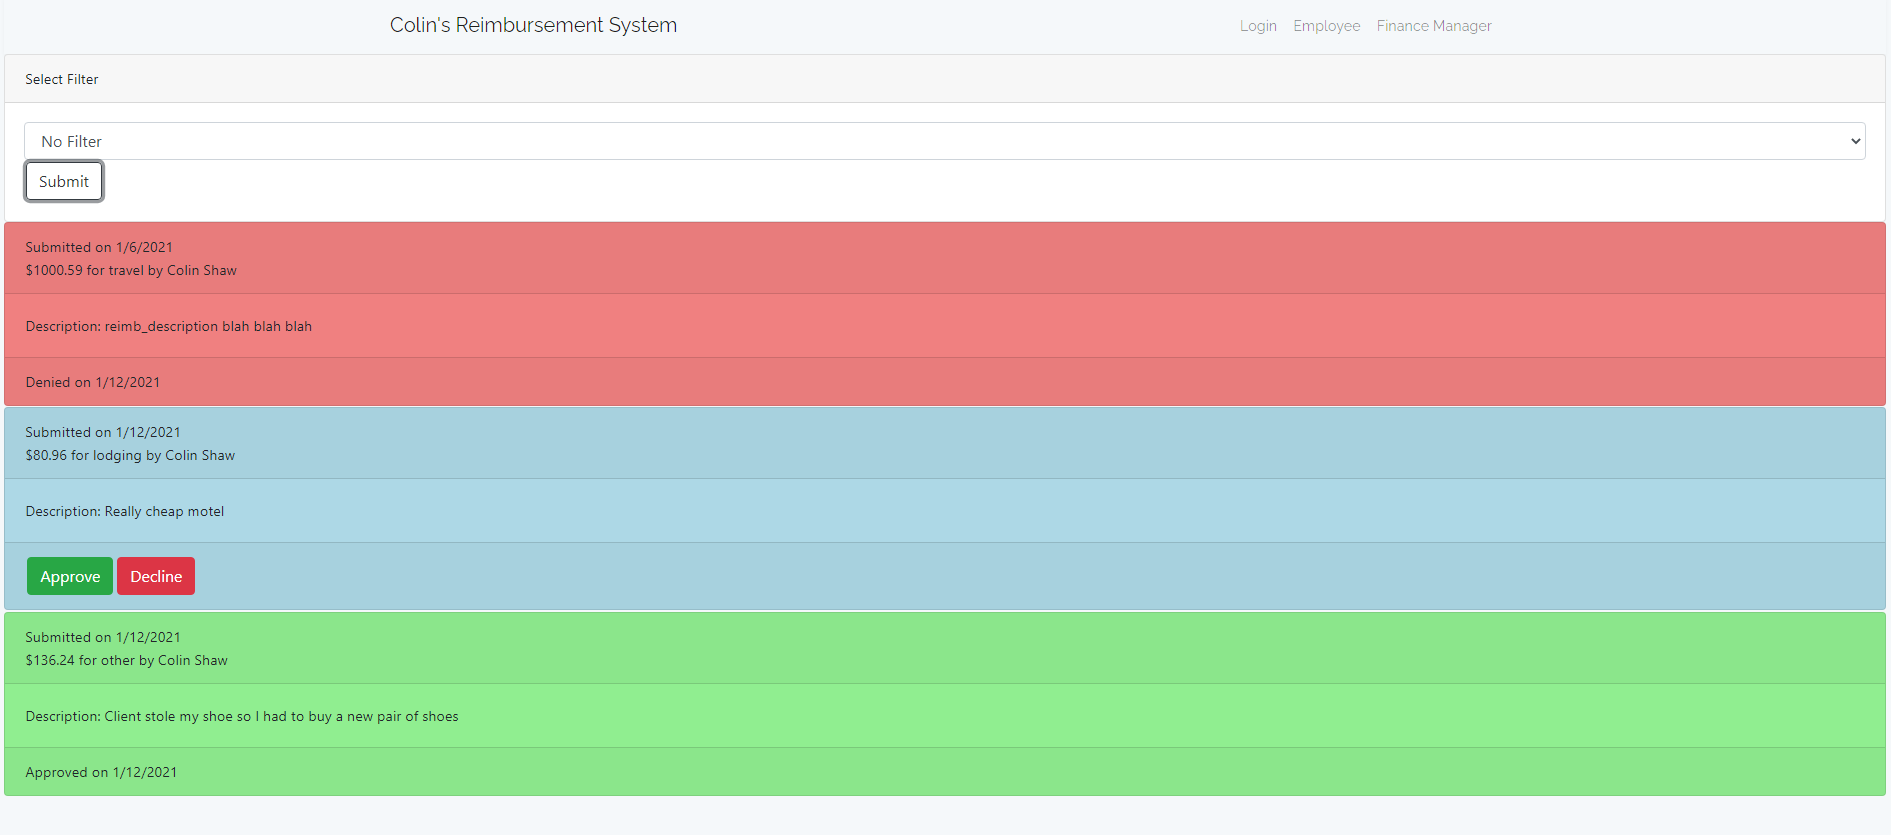 Colin's Reimbursement System
Login Employee Finance Manager
Select Filter
No Filter
Submit
Submitted on 1/6/2021
$1000.59 for travel by Colin Shaw
Description: reimb_description blah blah blah
Denied on 1/12/2021
Submitted on 1/12/2021
$80.96 for lodging by Colin Shaw
Description: Really cheap motel
Approve Decline
Submitted on 1/12/2021
$136.24 for other by Colin Shaw
Description: Client stole my shoe so I had to buy a new pair of shoes
Approved on 1/12/2021